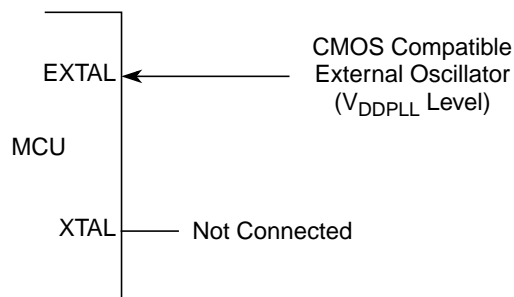 CMOS Compatible
External Oscillator
(VDDPLL Level)
EXTAL
MCU
XTAL
Not Connected